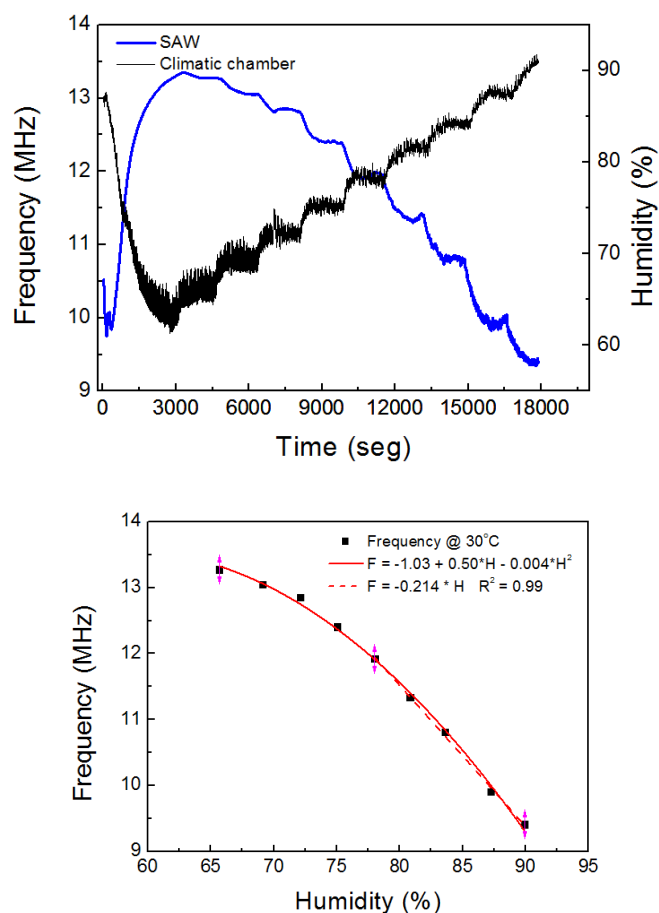 14
13
12
11
10
9
Frequency (MHz)
SAW
Climatic chamber
90
80
70
60
Humidity (%)
0 3000 6000 9000 12000 15000 18000
Time (seg)
14
13
12
11
10
9
Frequency (MHz)
Frequency @ 30°C
F = -1.03 + 0.50*H - 0.004*H²
F = -0.214 * H R² = 0.99
60 65 70 75 80 85 90 95
Humidity (%)